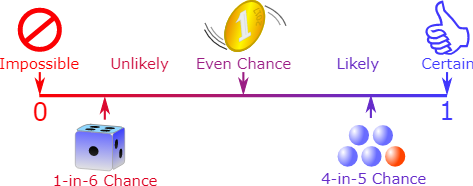 1
Impossible Unlikely Even Chance Likely Certain
0 1
1-in-6 Chance 4-in-5 Chance